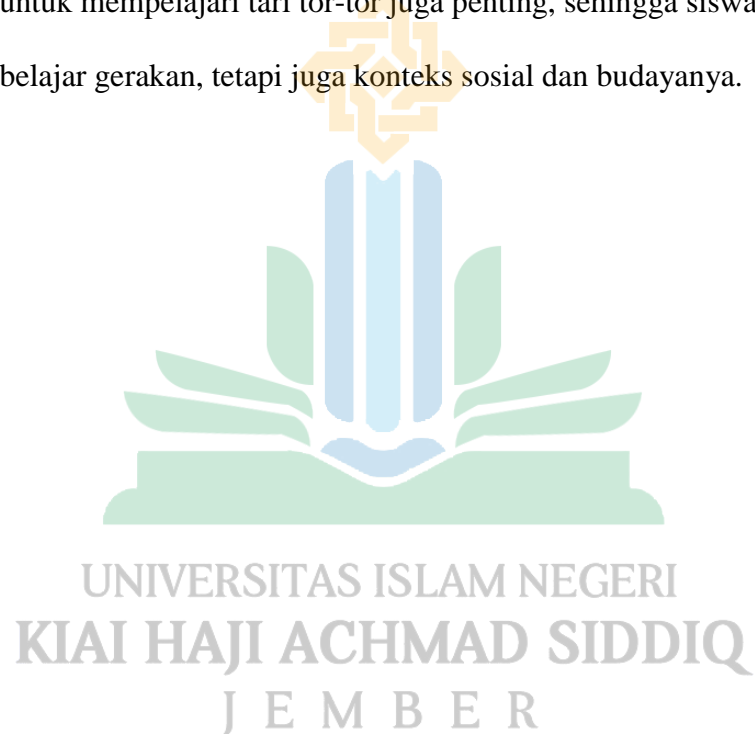 untuk mempelajari tari tor-tor juga penting, sehingga siswa
belajar gerakan, tetapi juga konteks sosial dan budayanya.
UNIVERSITAS ISLAM NEGERI
KIAI HAJI ACHMAD SIDDIQ
JEMBER